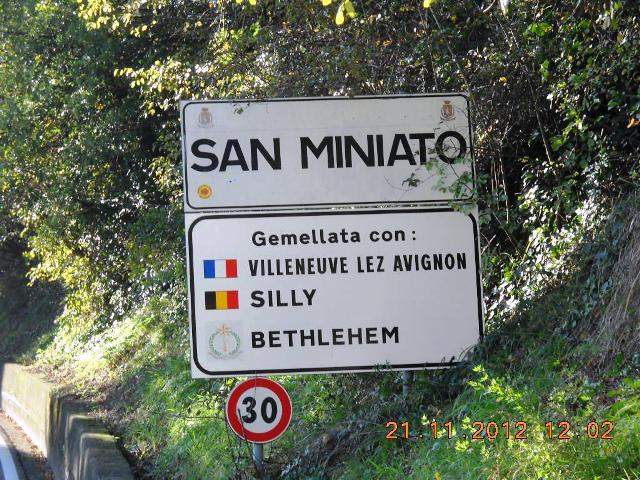 SAN MINIATO
Gemellata con :
VILLENEUVE LEZ AVIGNON
SILLY
BETHLEHEM
30
21.11.2012 12:02